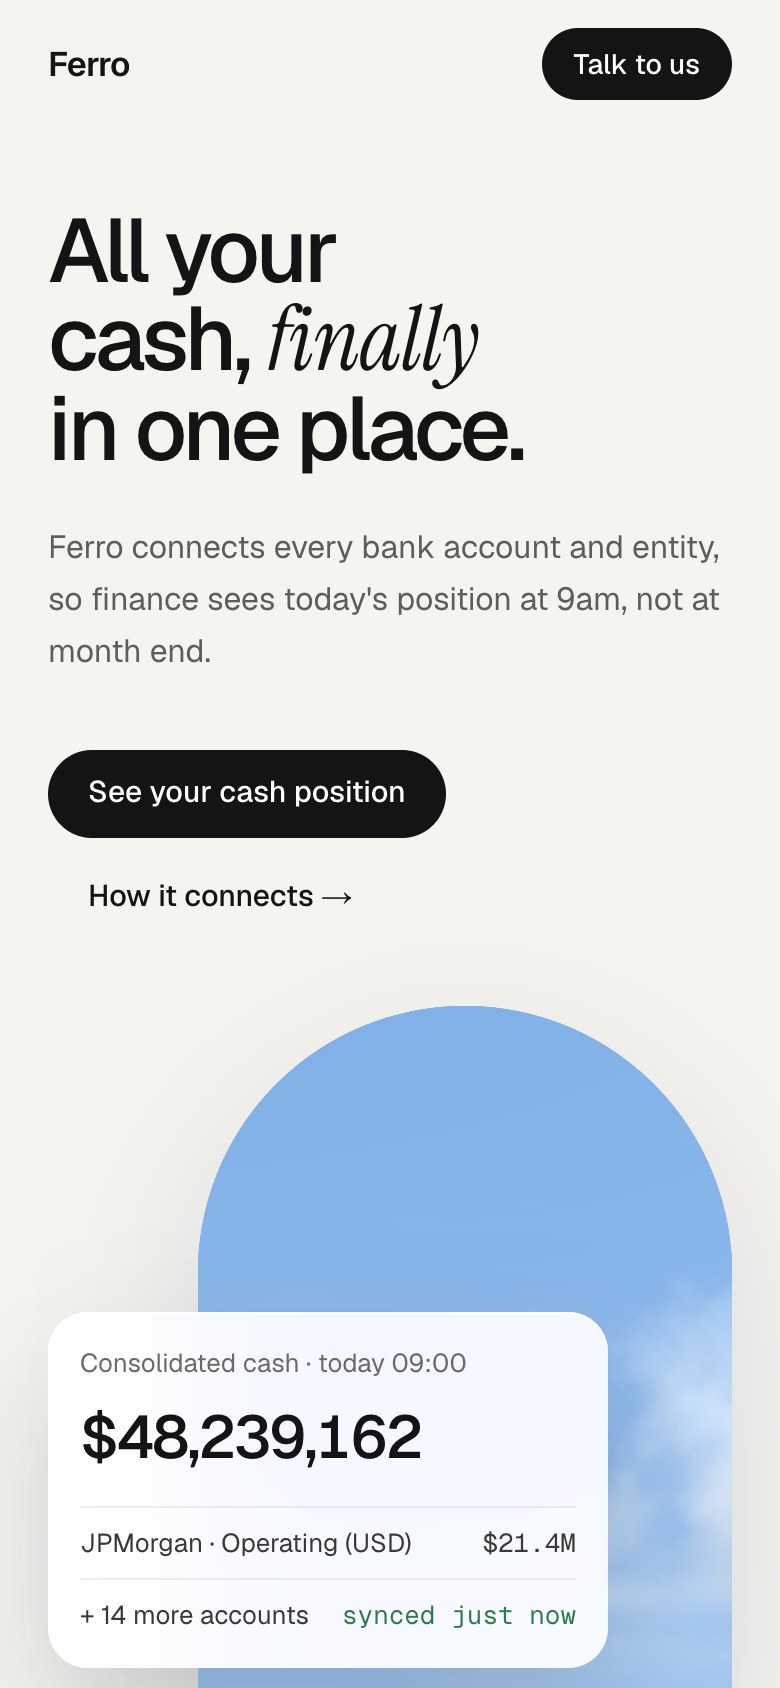 Ferro
Talk to us
All your
cash, finally
in one place.
Ferro connects every bank account and entity,
so finance sees today's position at 9am, not at
month end.
See your cash position
How it connects →
Consolidated cash · today 09:00
$48,239,162
JPMorgan · Operating (USD) $21.4M
+ 14 more accounts synced just now